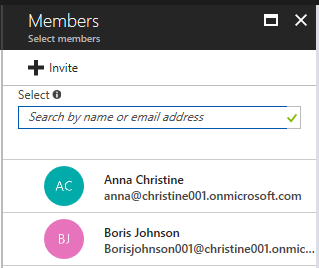 Members
Select members
Invite
Select
Search by name or email address
AC
Anna Christine
anna@christine001.onmicrosoft.com
BJ
Boris Johnson
Borisjohnson001@christine001.onmic...